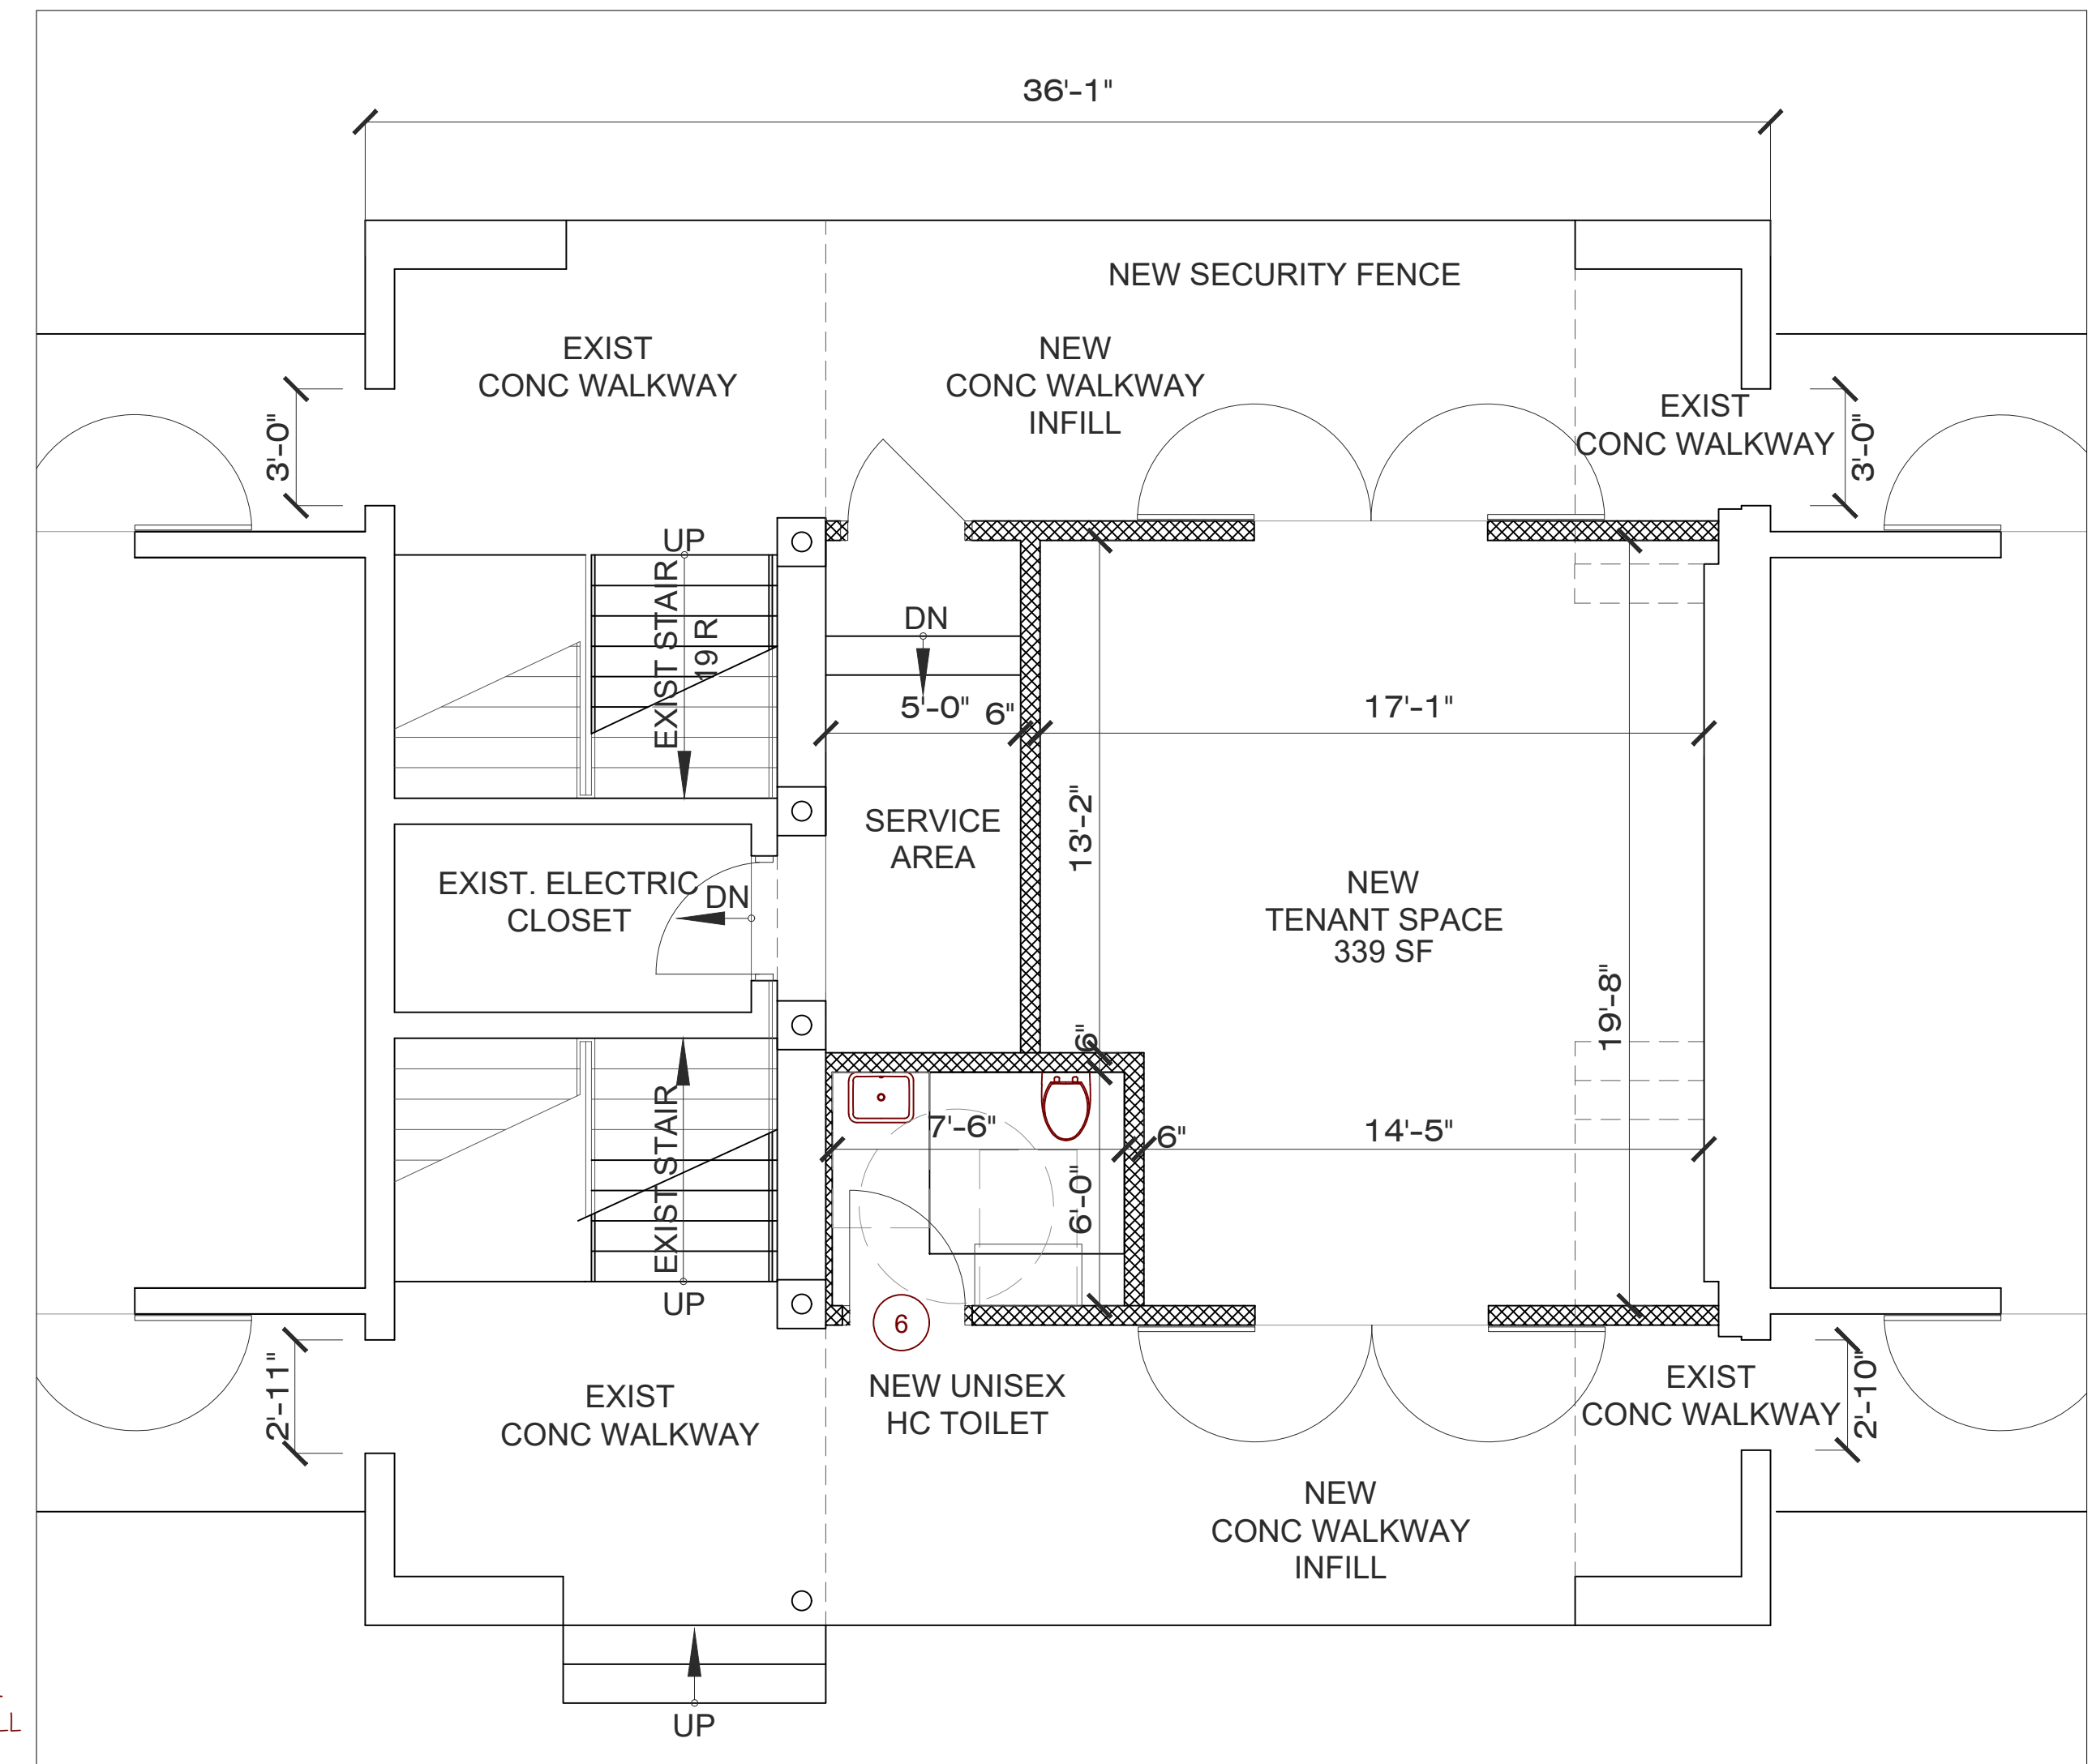 36'-1"
NEW SECURITY FENCE
EXIST
CONC WALKWAY
NEW
CONC WALKWAY
INFILL
EXIST
CONC WALKWAY
3'-0"
3'-0"
UP
EXIST STAIR
19 R
DN
5'-0"
6"
17'-1"
13'-2"
SERVICE
AREA
EXIST. ELECTRIC
CLOSET
DN
NEW
TENANT SPACE
339 SF
19'-8"
6"
7'-6"
6"
14'-5"
6'-0"
EXIST STAIR
UP
6
2'-11"
EXIST
CONC WALKWAY
NEW UNISEX
HC TOILET
EXIST
CONC WALKWAY
2'-10"
NEW
CONC WALKWAY
INFILL
UP